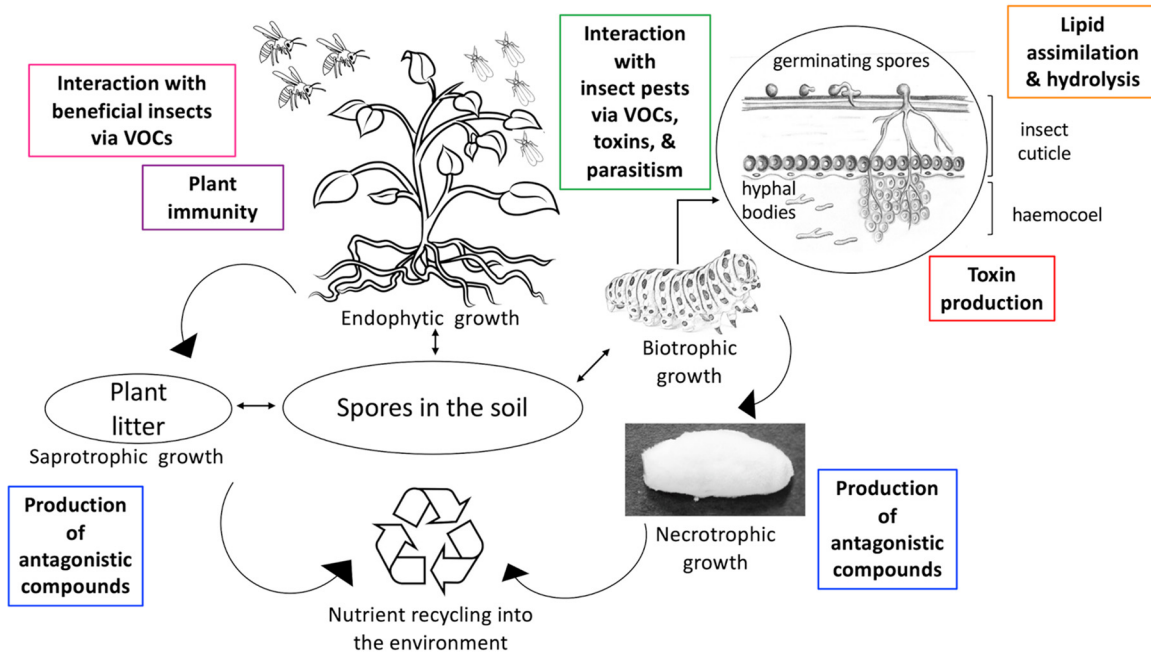 Interaction with
beneficial insects
via VOCs
Plant
immunity
Interaction
with
insect pests
via VOCs,
toxins, &
parasitism
Lipid
assimilation
& hydrolysis
germinating spores
insect
cuticle
hyphal
bodies
haemocoel
Toxin
production
Endophytic growth
Biotrophic
growth
Plant
litter
Spores in the soil
Saprotrophic growth
Production
of
antagonistic
compounds
Necrotrophic
growth
Production
of
antagonistic
compounds
Nutrient recycling into
the environment